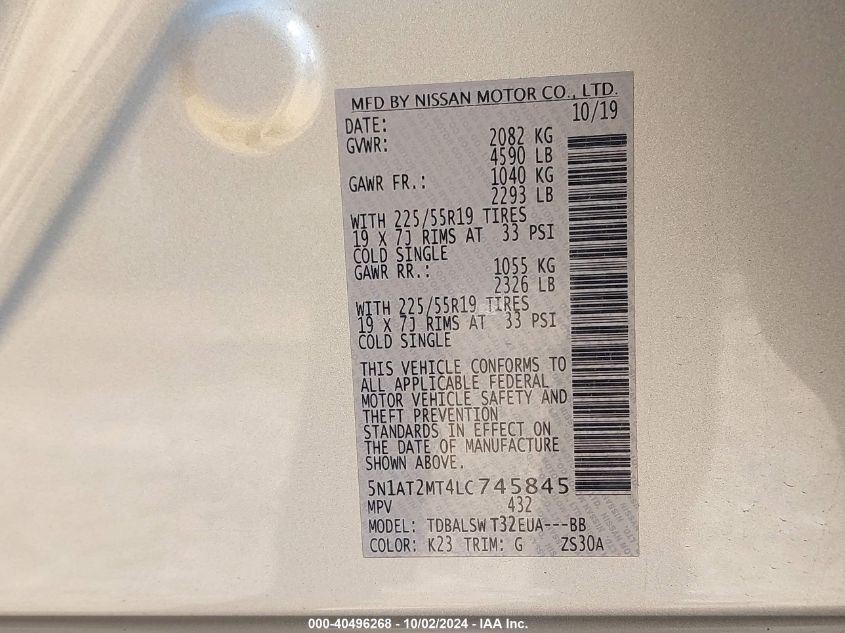 MFD BY NISSAN MOTOR CO., LTD.
DATE: 10/19
GVWR: 2082 KG
4590 LB
GAWR FR.: 1040 KG
2293 LB
WITH 225/55R19 TIRES
19 X 7J RIMS AT 33 PSI
COLD SINGLE
GAWR RR.: 1055 KG
2326 LB
WITH 225/55R19 TIRES
19 X 7J RIMS AT 33 PSI
COLD SINGLE
THIS VEHICLE CONFORMS TO
ALL APPLICABLE FEDERAL
MOTOR VEHICLE SAFETY AND
THEFT PREVENTION
STANDARDS IN EFFECT ON
THE DATE OF MANUFACTURE
SHOWN ABOVE.
5N1AT2MT4LC745845
MPV 432
MODEL: TDBALSW T32EUA---BB
COLOR: K23 TRIM: G ZS30A
000-40496268 - 10/02/2024 - IAA Inc.